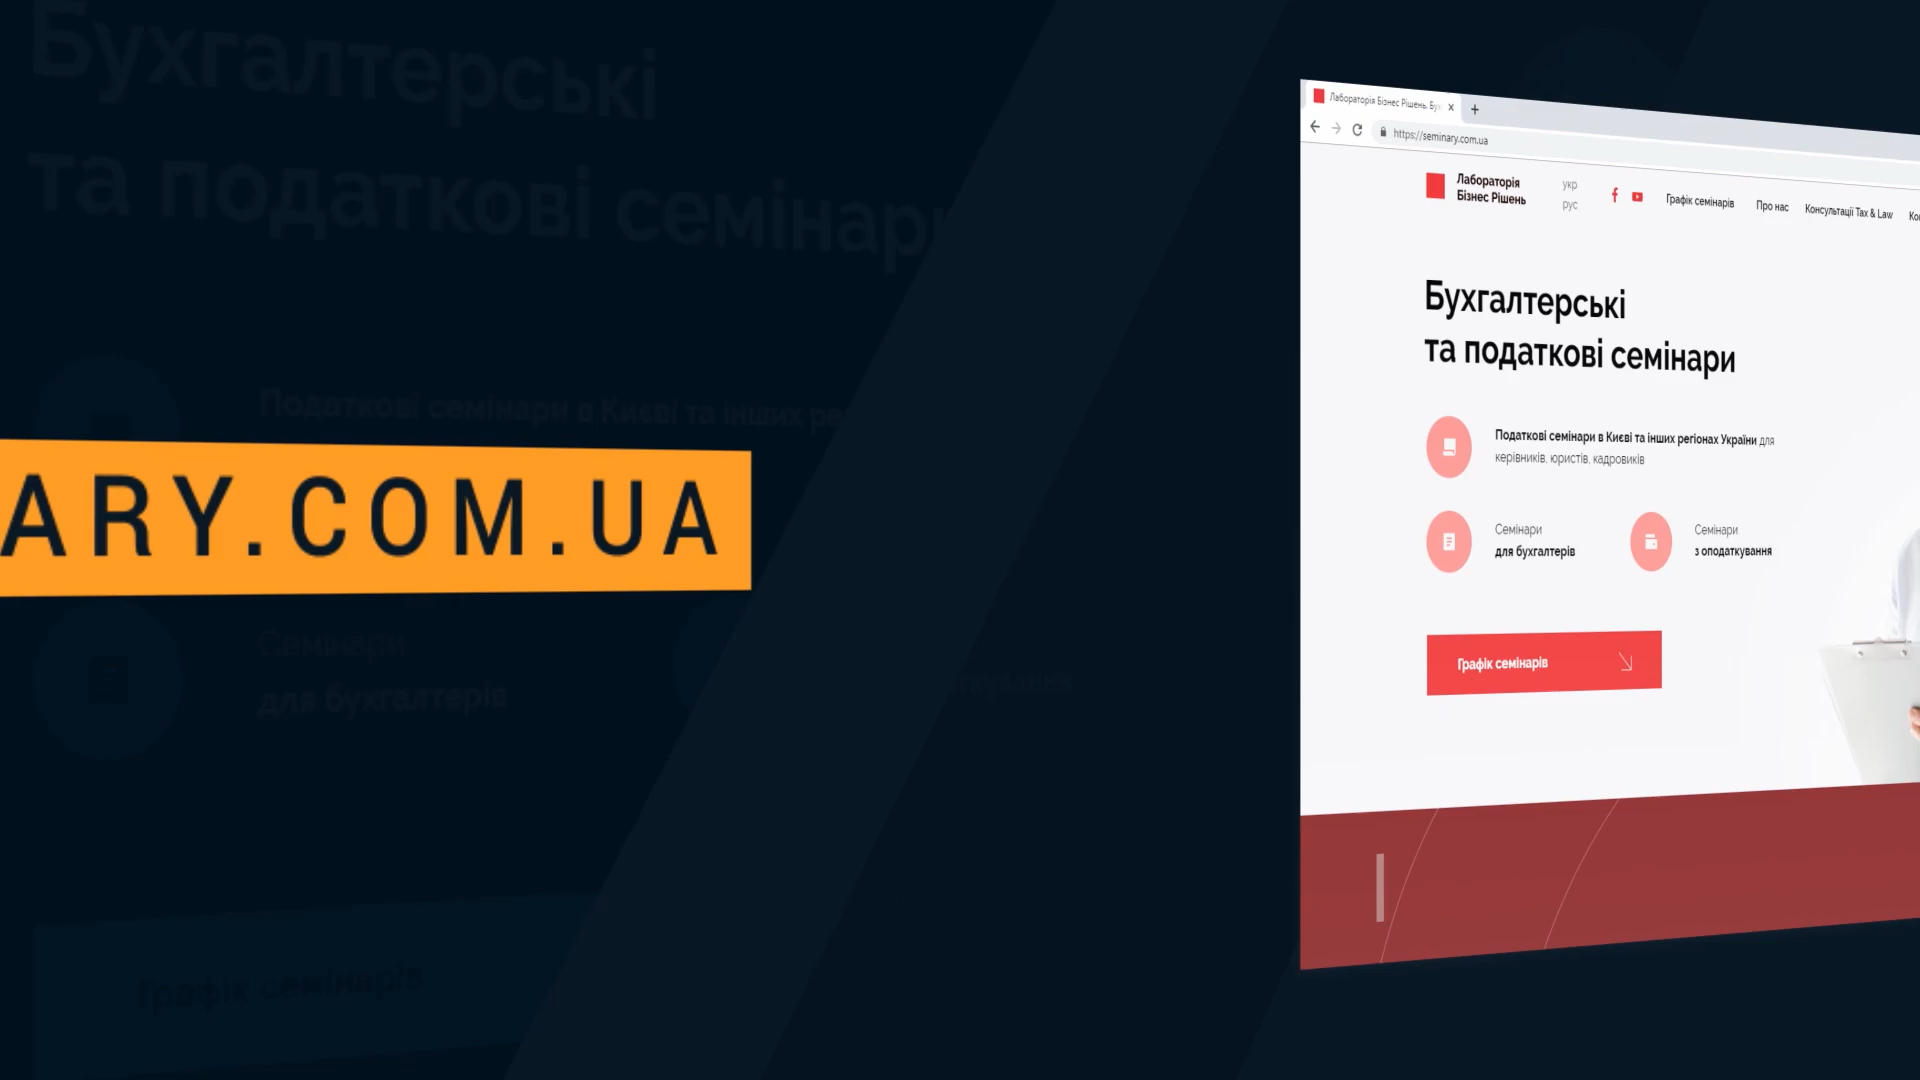 Бухгалтерські
та податкові семінари
Податкові семінари в Києві та інших ре
ARY.COM.UA
Семінари
для бухгалтерів
ткування
Графік семінарів
Лабораторія Бізнес Рішень. Бу
https://seminary.com.ua
Лабораторія
Бізнес Рішень
укр
рус
Графік семінарів
Про нас
Консультації Tax & Law
Ко
Бухгалтерські
та податкові семінари
Податкові семінари в Києві та інших регіонах України для
керівників, юристів, кадровиків
Семінари
для бухгалтерів
Семінари
з оподаткування
Графік семінарів